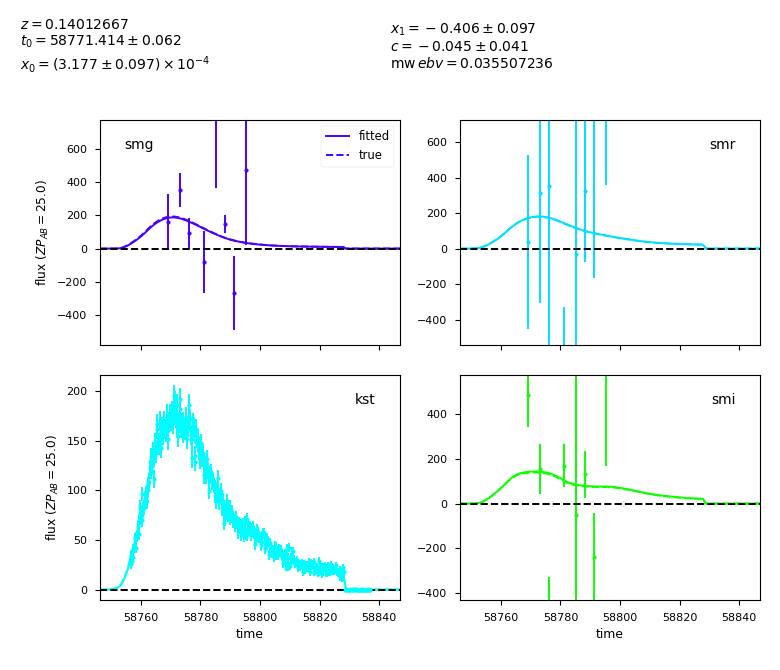 z = 0.14012667
t₀ = 58771.414 ± 0.062
x₀ = (3.177 ± 0.097) × 10⁻⁴
x₁ = −0.406 ± 0.097
c = −0.045 ± 0.041
mw ebv = 0.035507236
smg
fitted
true
600
400
200
0
−200
−400
flux (ZP_AB = 25.0)
smr
600
400
200
0
−200
−400
kst
200
150
100
50
0
flux (ZP_AB = 25.0)
58760 58780 58800 58820 58840
time
smi
400
200
0
−200
−400
58760 58780 58800 58820 58840
time